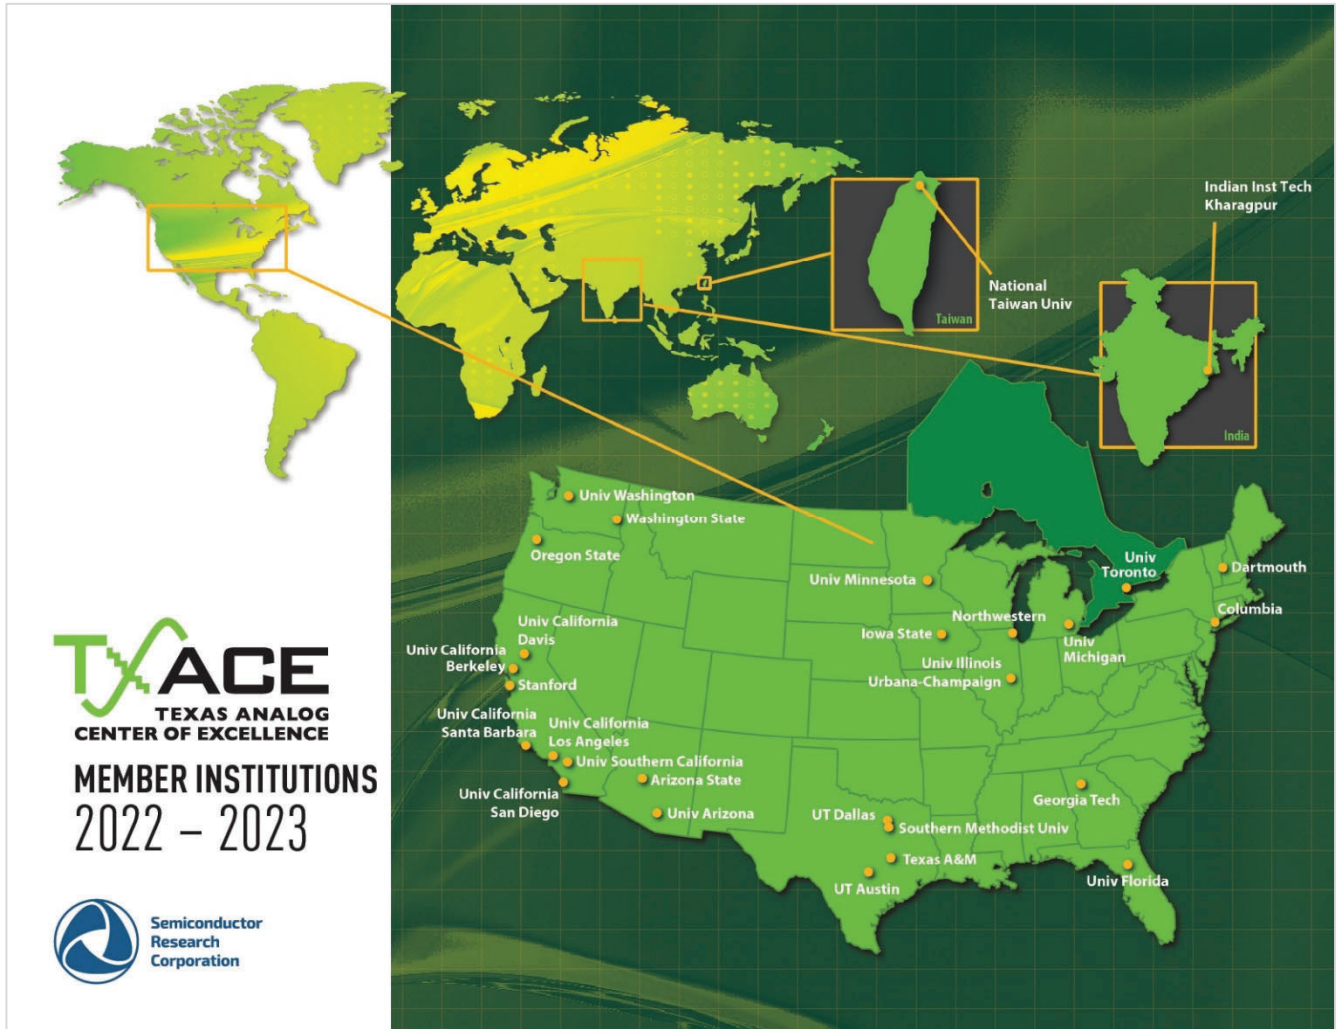 Indian Inst Tech
Kharagpur
National
Taiwan Univ
Taiwan
India
Univ Washington
Washington State
Oregon State
Univ Minnesota
Univ
Toronto
Dartmouth
Columbia
Northwestern
Iowa State
Univ
Michigan
Univ Illinois
Urbana-Champaign
Univ California
Davis
Univ California
Berkeley
Stanford
Univ California
Santa Barbara
Univ California
Los Angeles
Univ Southern California
Arizona State
Univ California
San Diego
Univ Arizona
UT Dallas
Southern Methodist Univ
Texas A&M
UT Austin
Georgia Tech
Univ Florida
TxACE
TEXAS ANALOG
CENTER OF EXCELLENCE
MEMBER INSTITUTIONS
2022 – 2023
Semiconductor
Research
Corporation